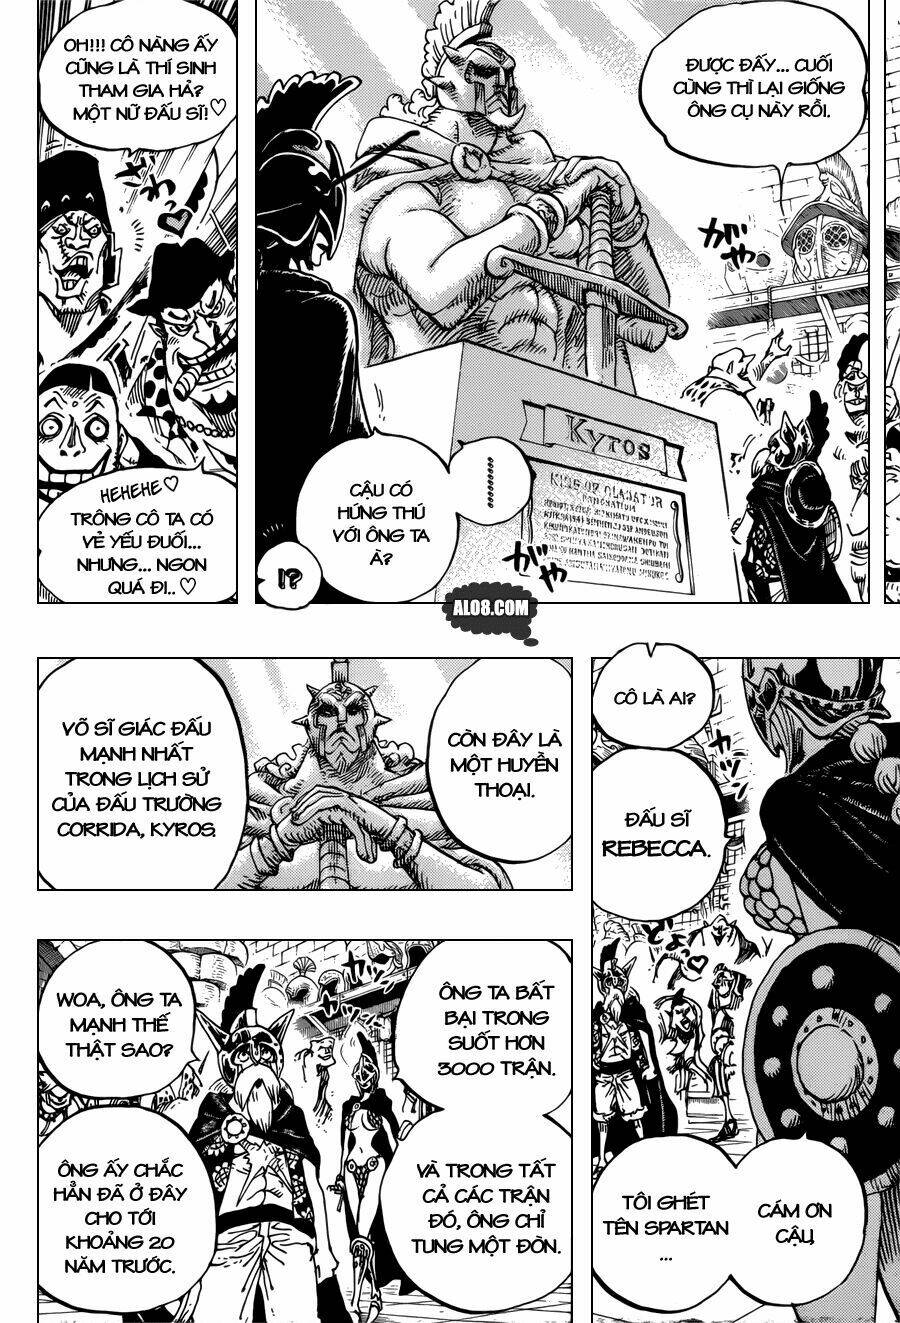 ĐƯỢC ĐẤY... CUỐI
CÙNG THÌ LẠI GIỐNG
ÔNG CỤ NÀY RỒI.
Kyros
..........
CẬU CÓ
HỨNG THÚ
VỚI ÔNG TA
À?
!?
OH!!! CÔ NÀNG ẤY
CŨNG LÀ THÍ SINH
THAM GIA HẢ?
MỘT NỮ ĐẤU SĨ!♡
HEHEHE♡
TRÔNG CÔ TA CÓ
VẺ YẾU ĐUỐI...
NHƯNG... NGON
QUÁ ĐI..♡
ALO8.COM
CÔ LÀ AI?
ĐẤU SĨ
REBECCA.
CÁM ƠN
CẬU,
TÔI GHÉT
TÊN SPARTAN
...
CÒN ĐÂY LÀ
MỘT HUYỀN
THOẠI.
VÕ SĨ GIÁC ĐẤU
MẠNH NHẤT
TRONG LỊCH SỬ
CỦA ĐẤU TRƯỜNG
CORRIDA, KYROS.
ÔNG TA BẤT
BẠI TRONG
SUỐT HƠN
3000 TRẬN.
VÀ TRONG TẤT
CẢ CÁC TRẬN
ĐÓ, ÔNG CHỈ
TUNG MỘT ĐÒN.
WOA, ÔNG TA
MẠNH THẾ
THẬT SAO?
ÔNG ẤY CHẮC
HẲN ĐÃ Ở ĐÂY
CHO TỚI
KHOẢNG 20
NĂM TRƯỚC.